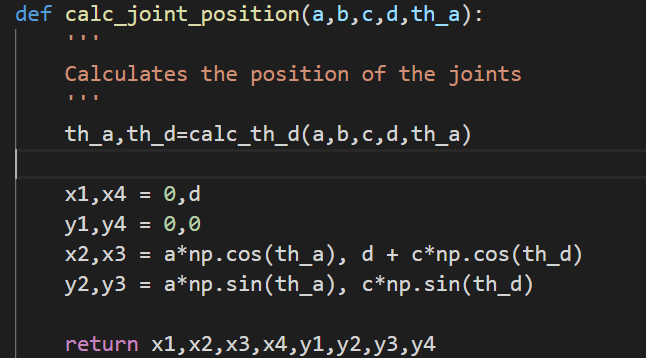 def calc_joint_position(a,b,c,d,th_a):
    '''
    Calculates the position of the joints
    '''
    th_a,th_d=calc_th_d(a,b,c,d,th_a)

    x1,x4 = 0,d
    y1,y4 = 0,0
    x2,x3 = a*np.cos(th_a), d + c*np.cos(th_d)
    y2,y3 = a*np.sin(th_a), c*np.sin(th_d)

    return x1,x2,x3,x4,y1,y2,y3,y4